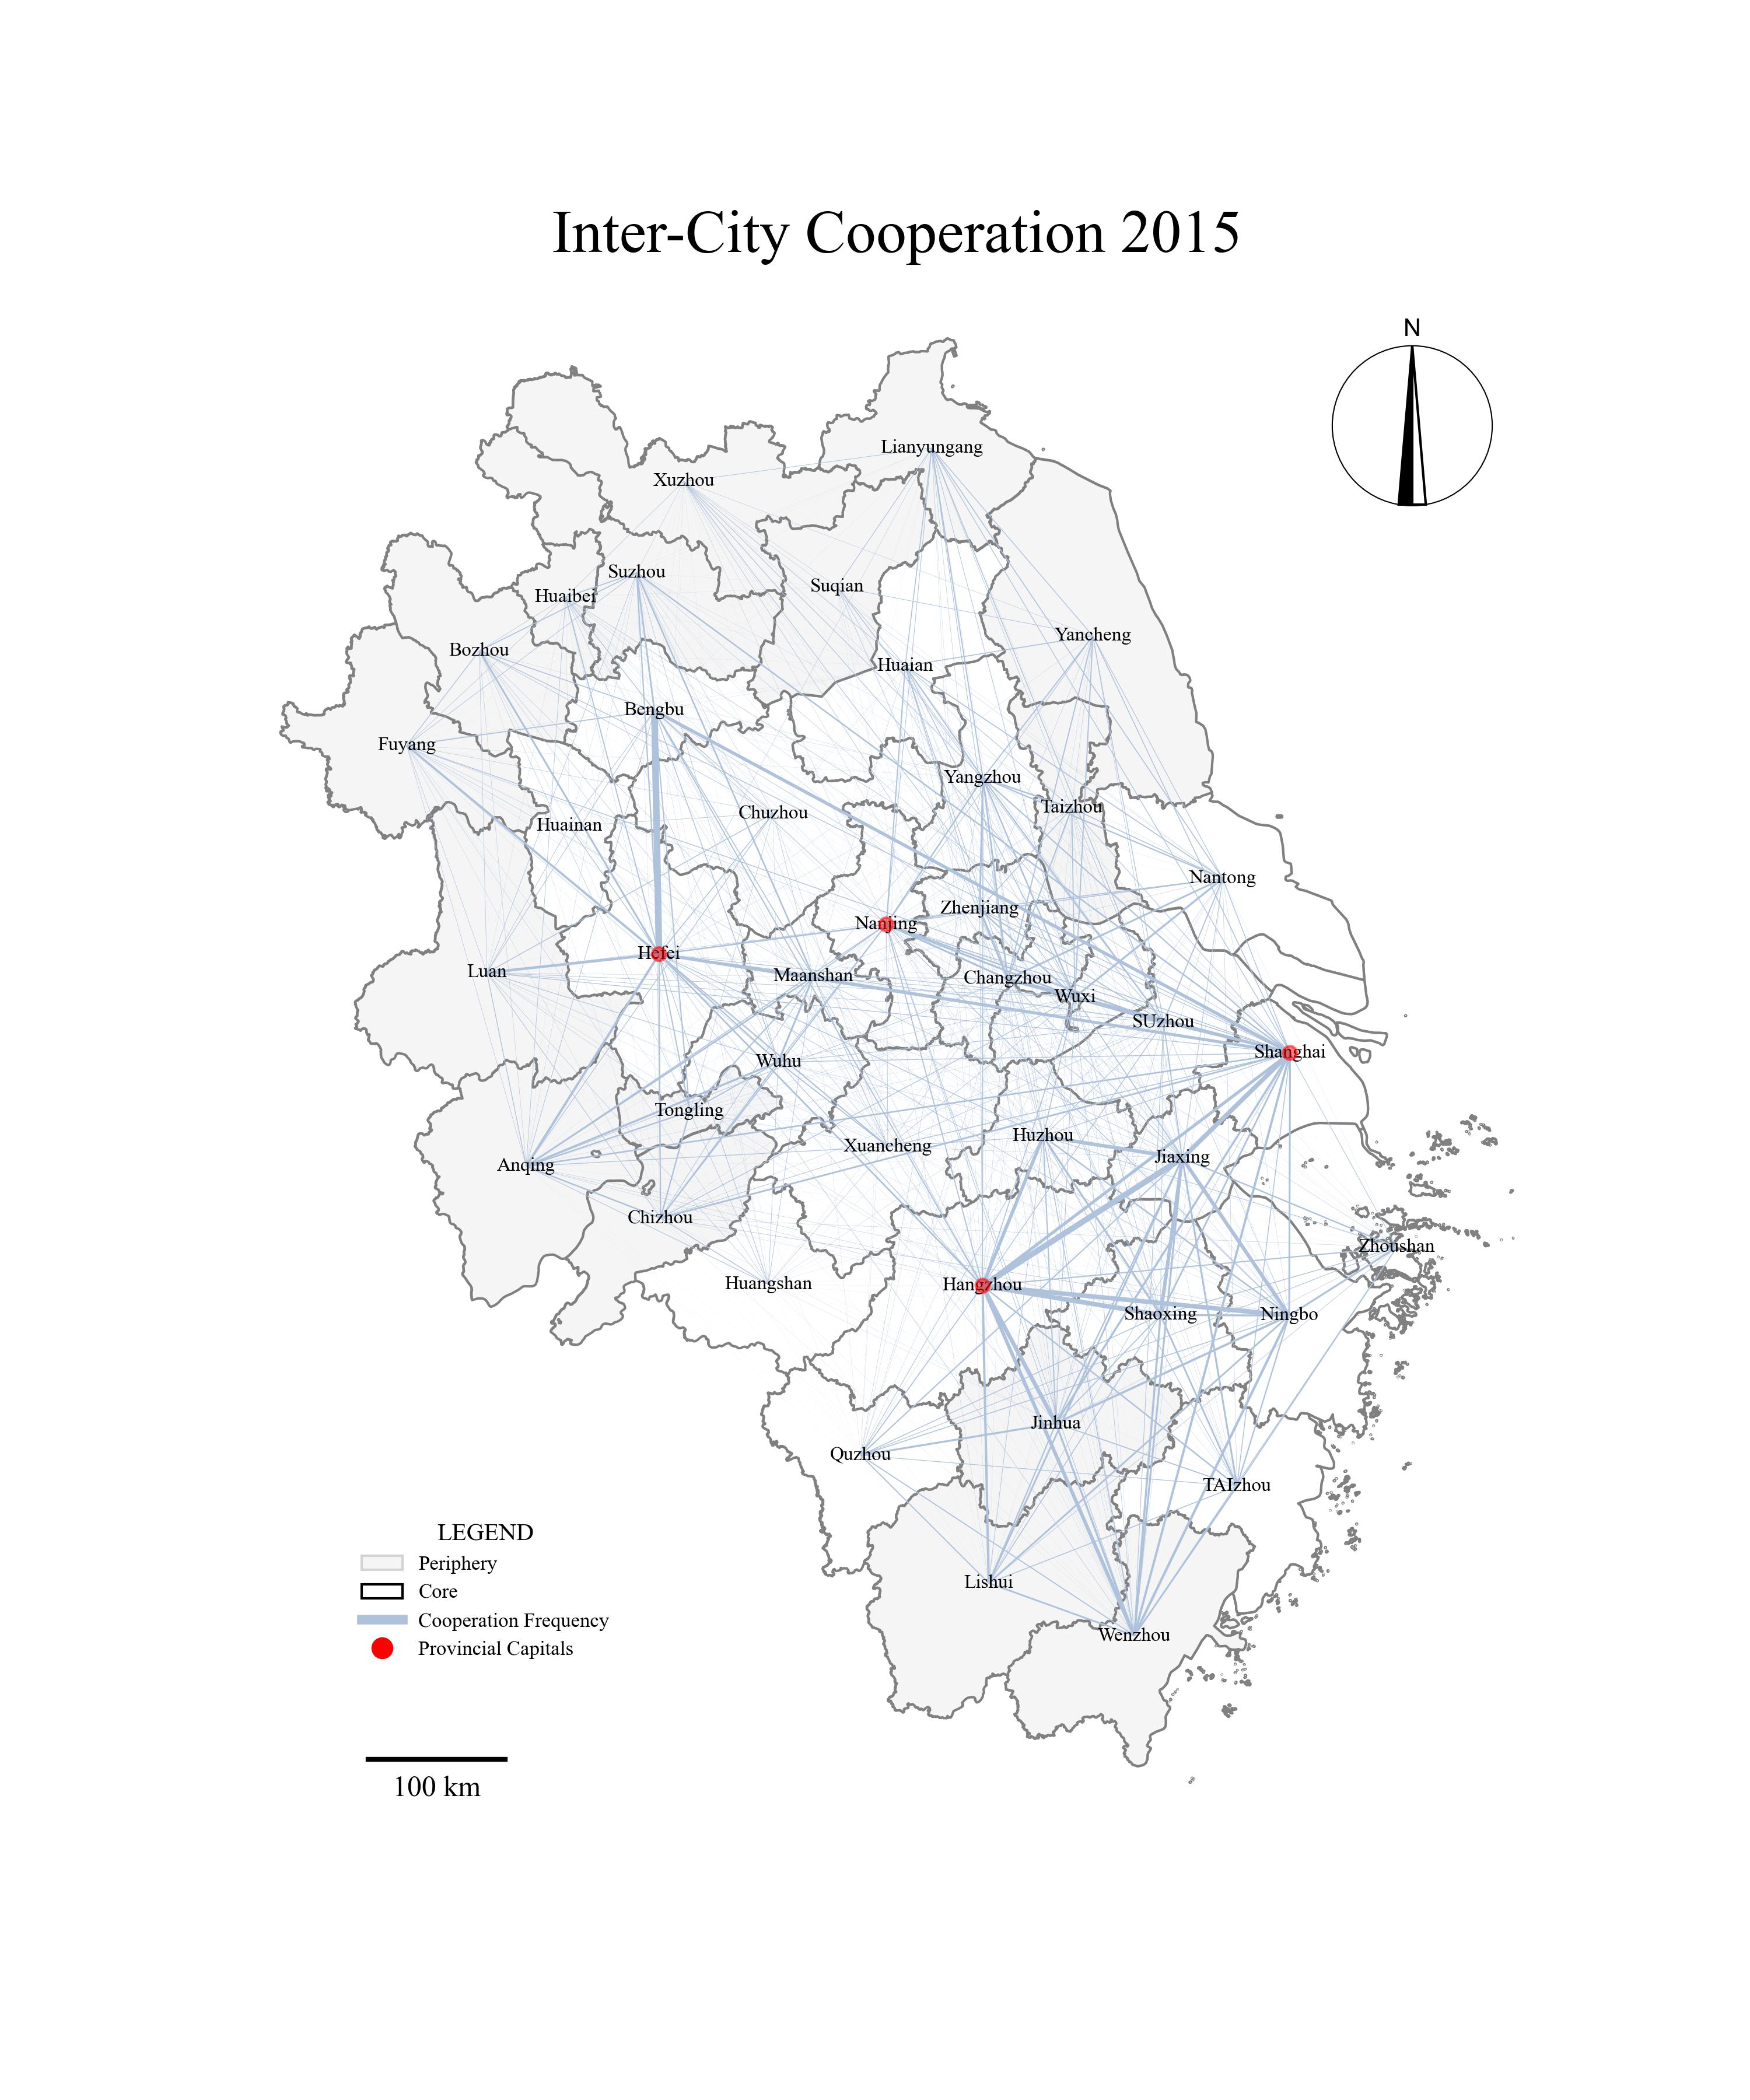 Inter-City Cooperation 2015
N
Lianyungang
Xuzhou
Suzhou
Suqian
Huaibei
Yancheng
Bozhou
Huaian
Bengbu
Fuyang
Yangzhou
Taizhou
Chuzhou
Huainan
Nantong
Zhenjiang
Nanjing
Hefei
Luan
Maanshan
Changzhou
Wuxi
SUzhou
Shanghai
Wuhu
Tongling
Huzhou
Xuancheng
Jiaxing
Anqing
Chizhou
Zhoushan
Huangshan
Hangzhou
Shaoxing
Ningbo
Jinhua
Quzhou
TAIzhou
Lishui
Wenzhou
LEGEND
Periphery
Core
Cooperation Frequency
Provincial Capitals
100 km